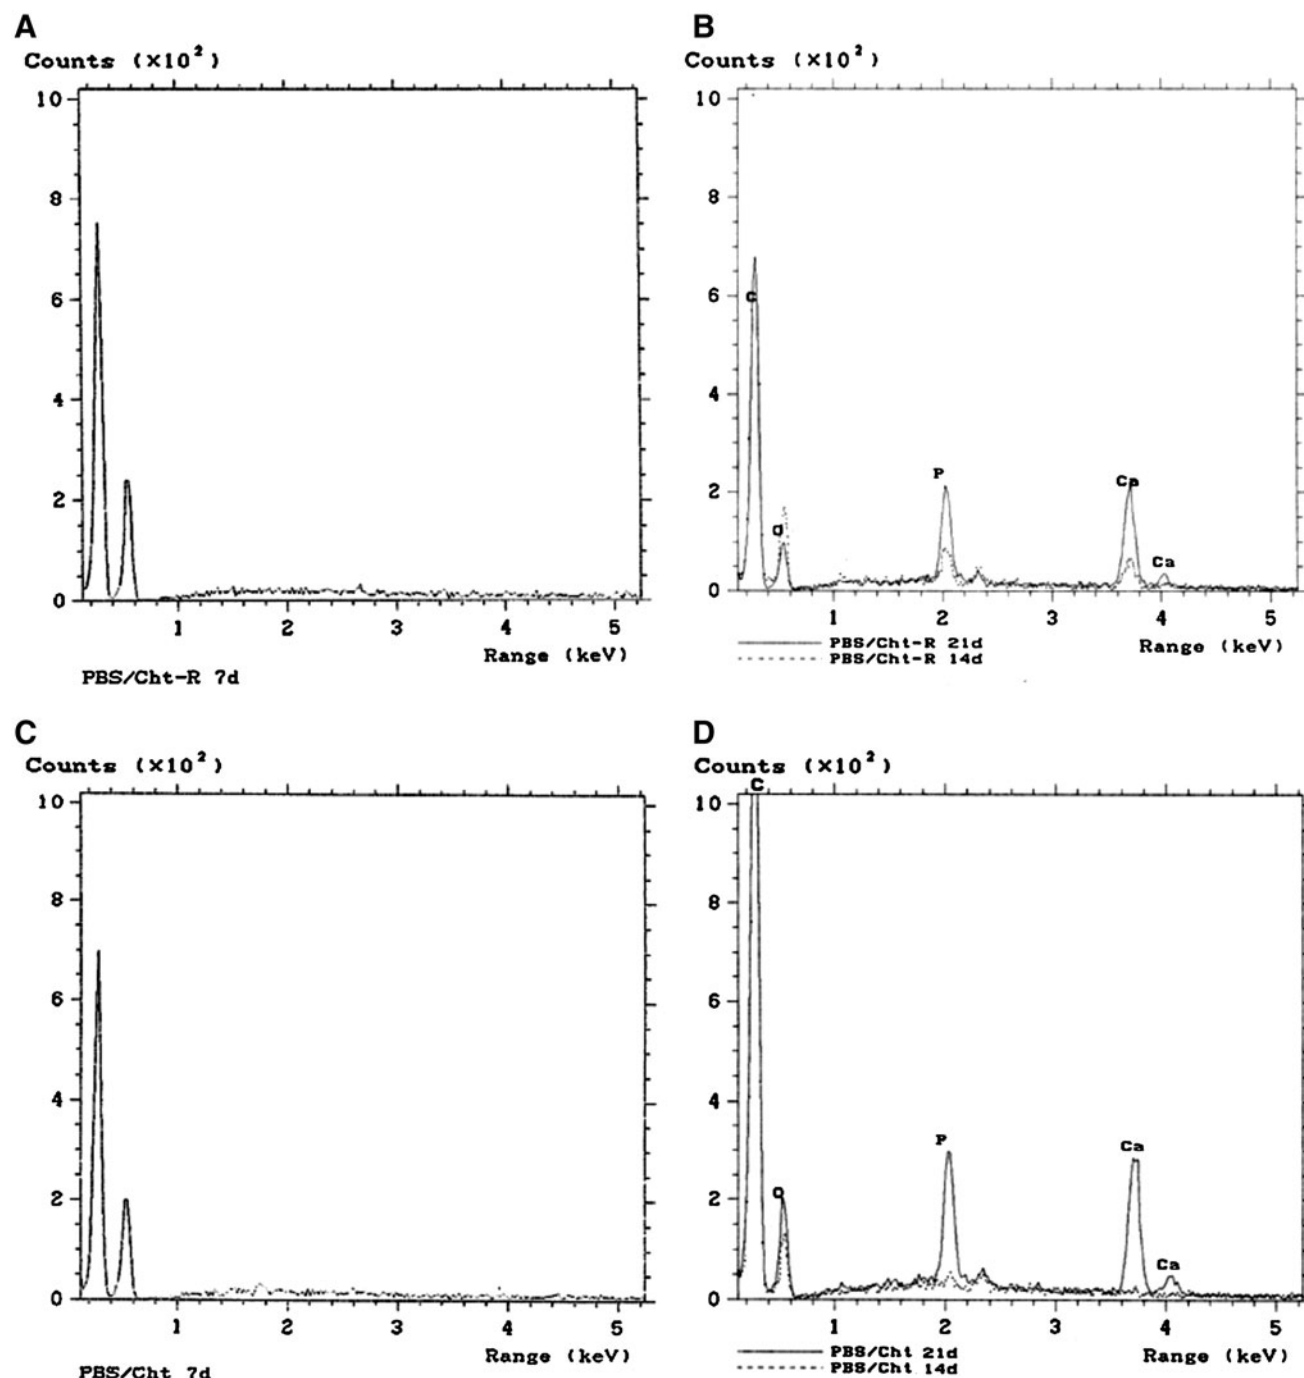 A
Counts (×10²)
10
8
6
4
2
0
1 2 3 4 5
Range (keV)
PBS/Cht-R 7d
B
Counts (×10²)
10
8
6
4
2
0
C
O
P
Ca
Ca
1 2 3 4 5
Range (keV)
PBS/Cht-R 21d
PBS/Cht-R 14d
C
Counts (×10²)
10
8
6
4
2
0
1 2 3 4 5
Range (keV)
PBS/Cht 7d
D
Counts (×10²)
C
10
8
6
4
2
0
O
P
Ca
Ca
1 2 3 4 5
Range (keV)
PBS/Cht 21d
PBS/Cht 14d